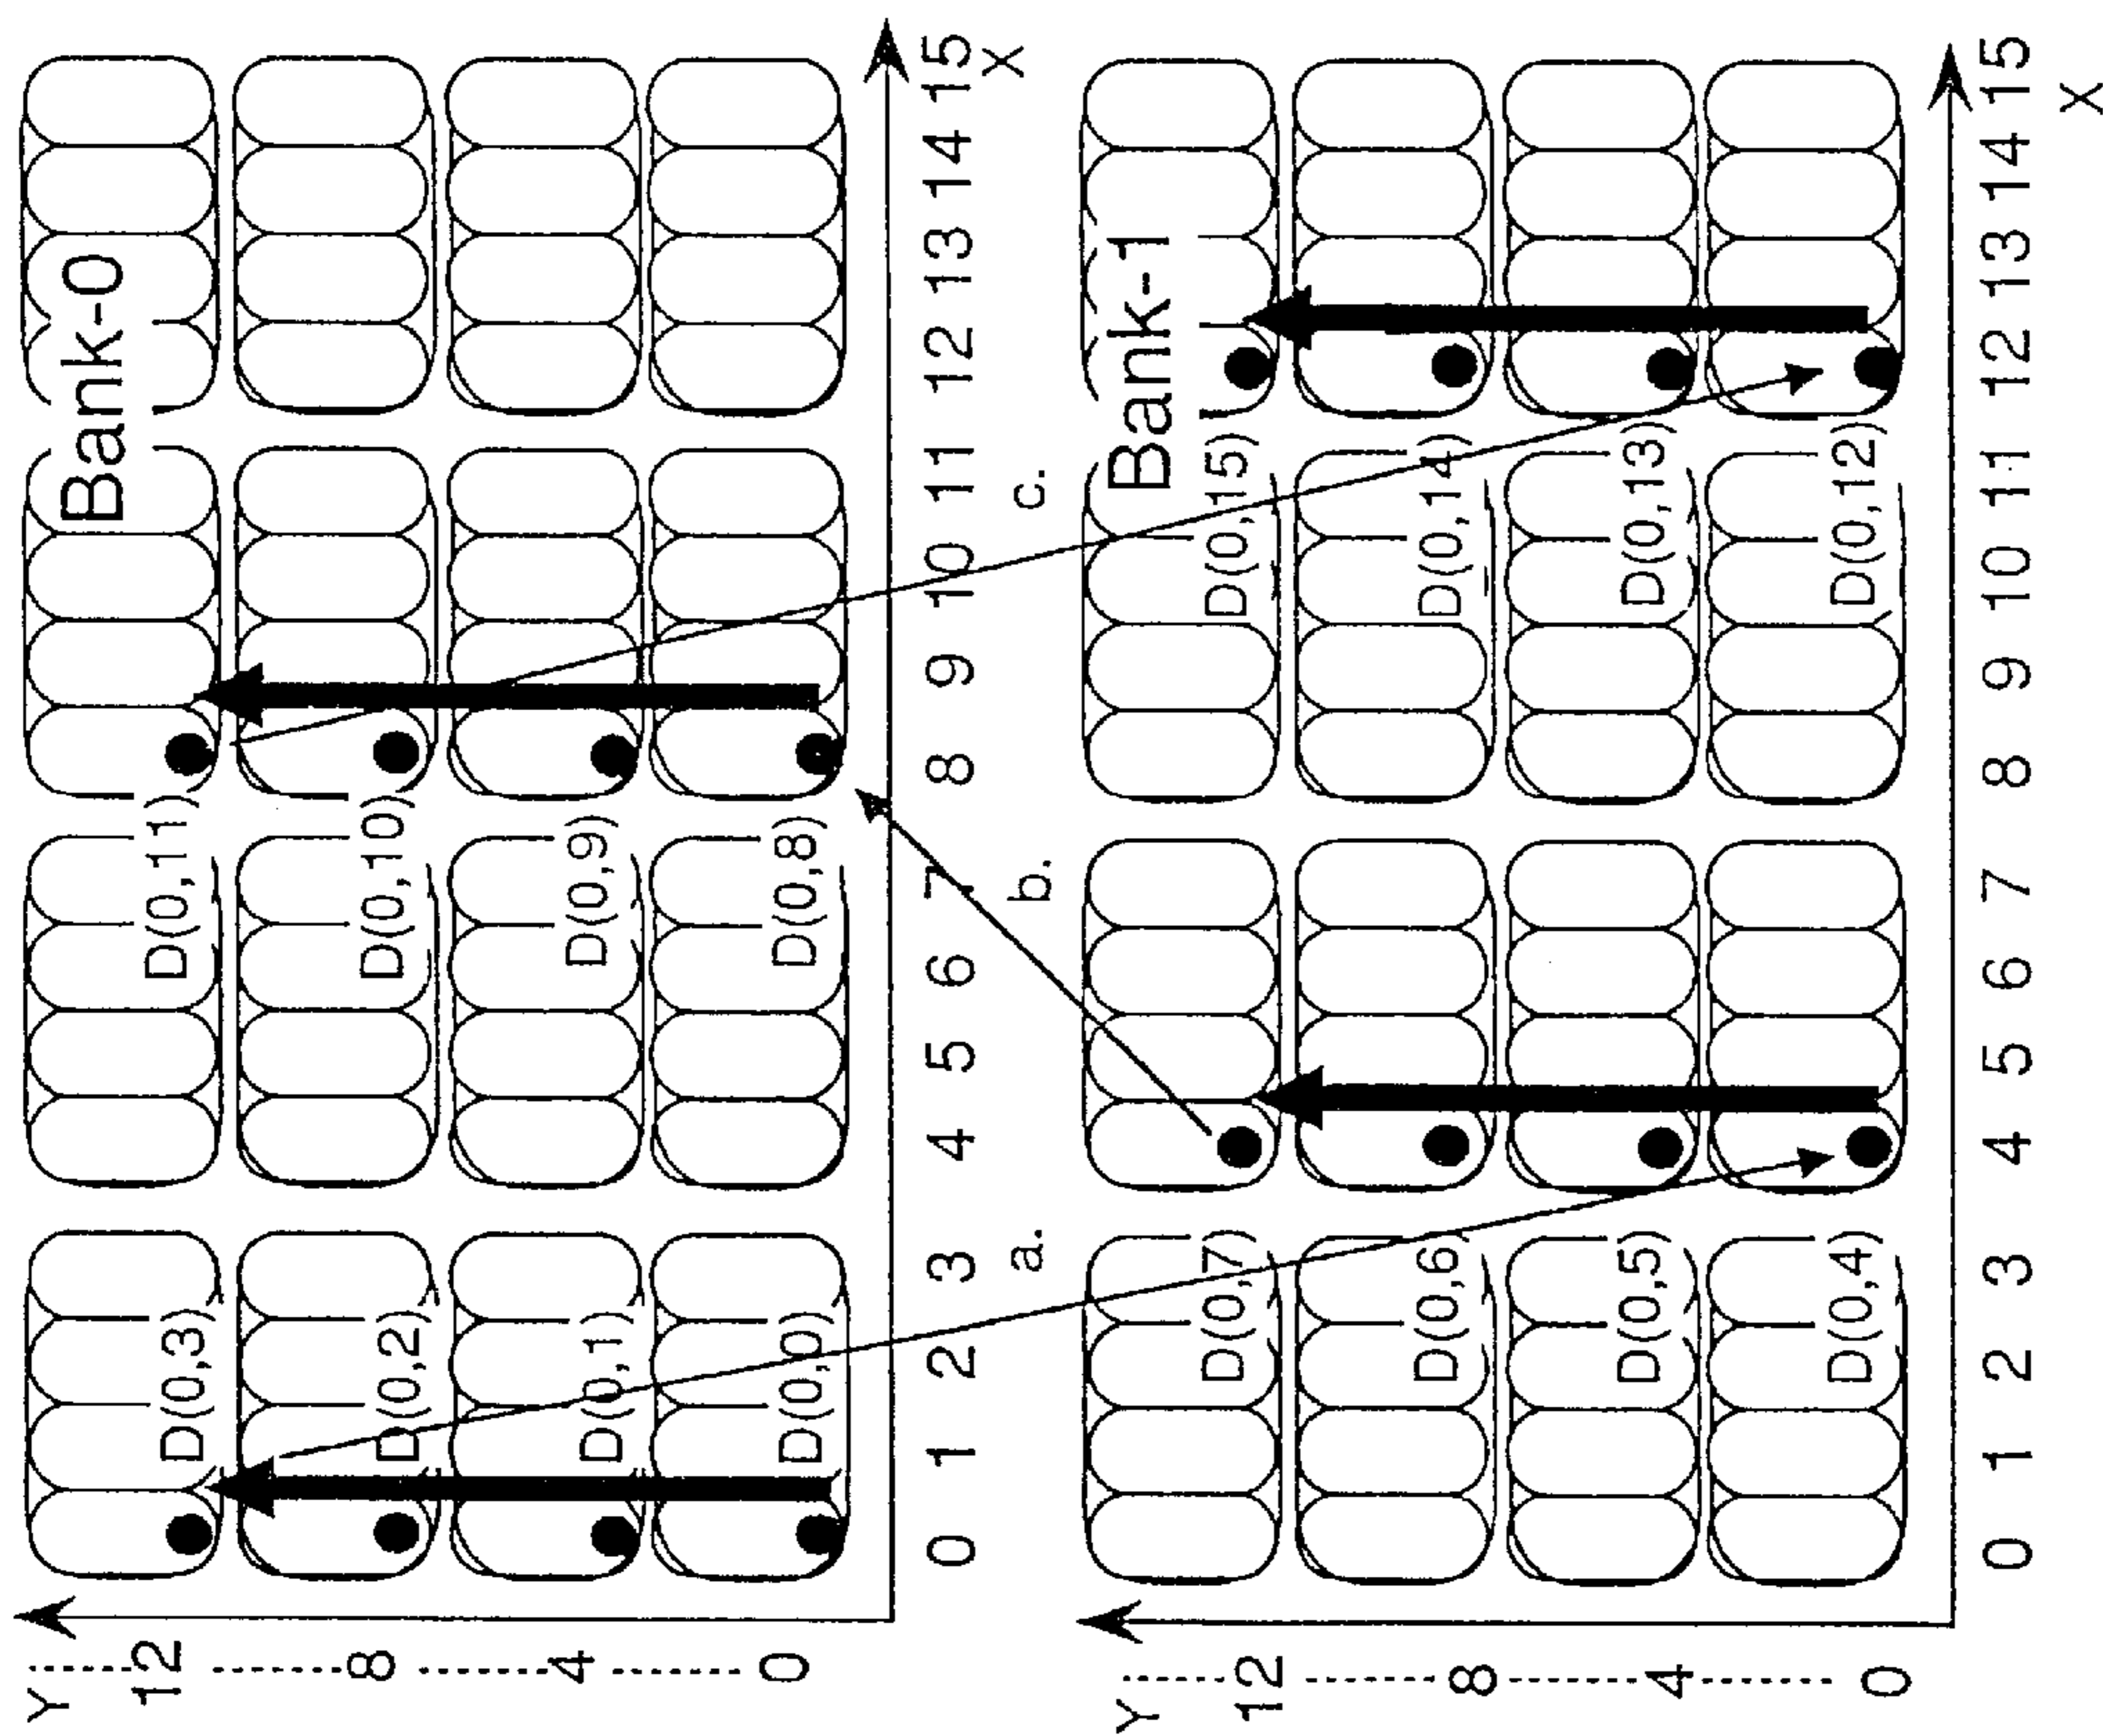 Y
Bank-0
12 D(0,3) D(0,11)
8 D(0,2) D(0,10)
4 D(0,1) D(0,9)
0 D(0,0) D(0,8)
0 1 2 3 4 5 6 7 8 9 10 11 12 13 14 15
X
a. b. c.
Y
Bank-1
12 D(0,7) D(0,15)
8 D(0,6) D(0,14)
4 D(0,5) D(0,13)
0 D(0,4) D(0,12)
0 1 2 3 4 5 6 7 8 9 10 11 12 13 14 15
X